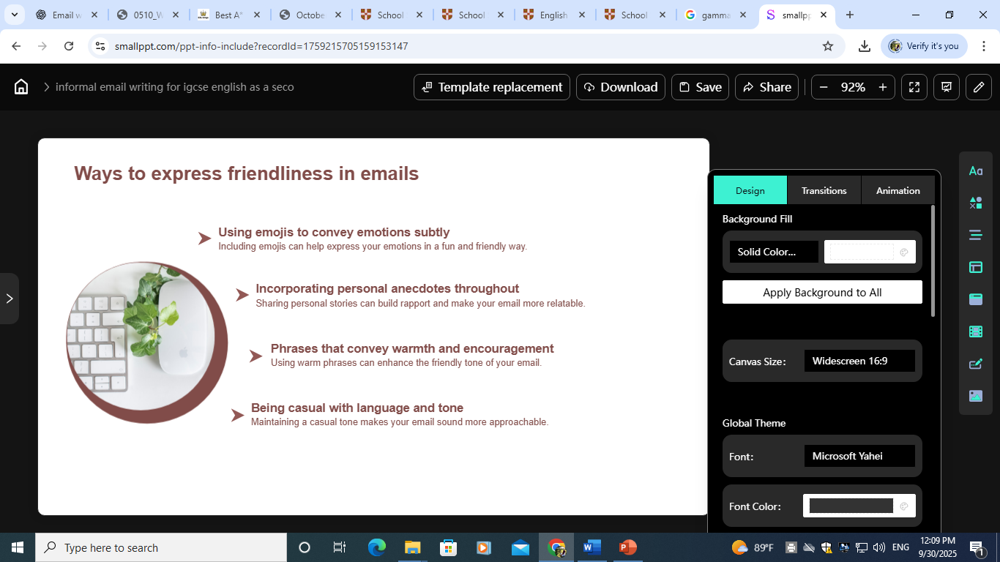 Email w
0510_W
Best A*
Octobe
School
School
English
School
gamma
smallpp
smallppt.com/ppt-info-include?recordId=1759215705159153147
Verify it's you
informal email writing for igcse english as a seco
Template replacement
Download
Save
Share
92%
Ways to express friendliness in emails
Using emojis to convey emotions subtly
Including emojis can help express your emotions in a fun and friendly way.
Incorporating personal anecdotes throughout
Sharing personal stories can build rapport and make your email more relatable.
Phrases that convey warmth and encouragement
Using warm phrases can enhance the friendly tone of your email.
Being casual with language and tone
Maintaining a casual tone makes your email sound more approachable.
Design
Transitions
Animation
Background Fill
Solid Color...
Apply Background to All
Canvas Size:
Widescreen 16:9
Global Theme
Font:
Microsoft Yahei
Font Color:
Aa
Type here to search
89°F
ENG
12:09 PM
9/30/2025
1